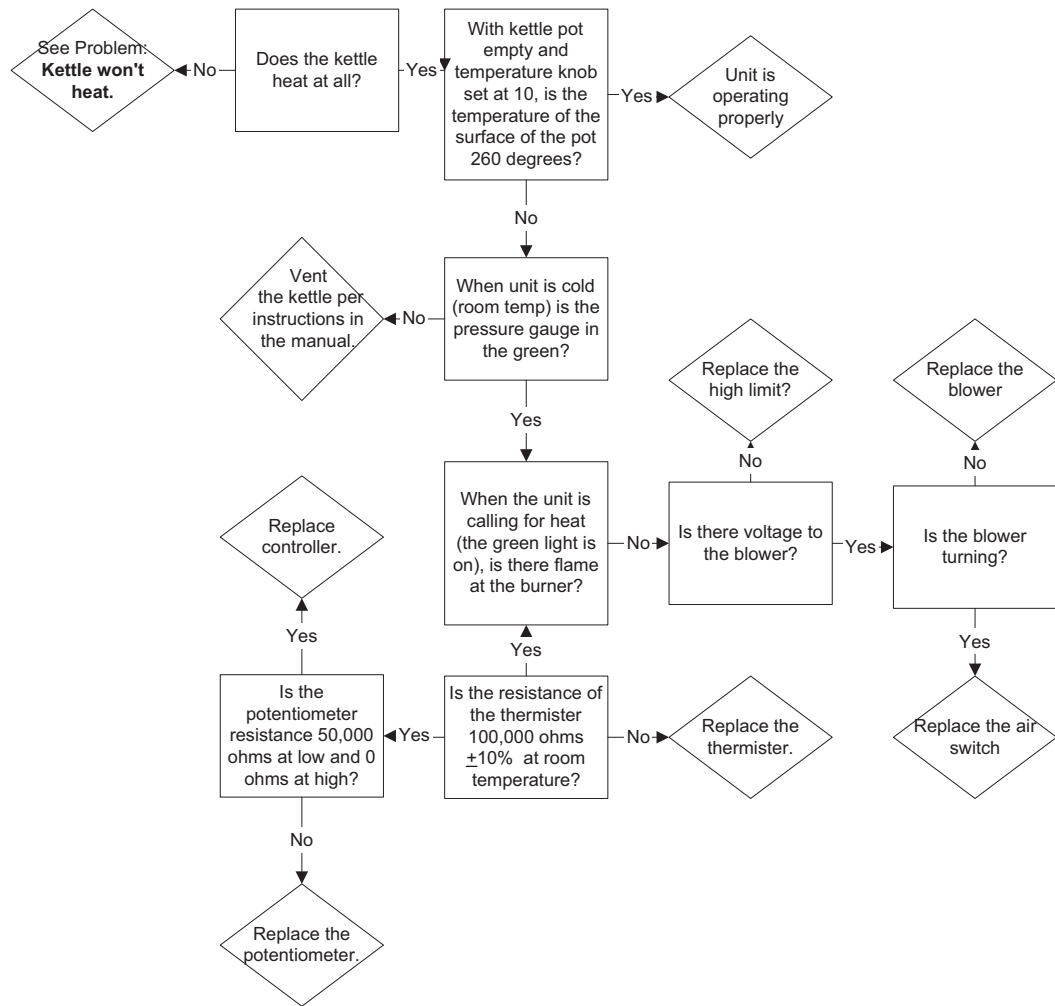 See Problem:
Kettle won't
heat.
No
Does the kettle
heat at all?
Yes
With kettle pot
empty and
temperature knob
set at 10, is the
temperature of the
surface of the pot
260 degrees?
Yes
Unit is
operating
properly
No
Vent
the kettle per
instructions in
the manual.
No
When unit is cold
(room temp) is the
pressure gauge in
the green?
Yes
Replace the
high limit?
Replace the
blower
No
No
Replace
controller.
When the unit is
calling for heat
(the green light is
on), is there flame
at the burner?
No
Is there voltage to
the blower?
Yes
Is the blower
turning?
Yes
Yes
Yes
Is the
potentiometer
resistance 50,000
ohms at low and 0
ohms at high?
Yes
Is the resistance of
the thermister
100,000 ohms
±10% at room
temperature?
No
Replace the
thermister.
Replace the air
switch
No
Replace the
potentiometer.